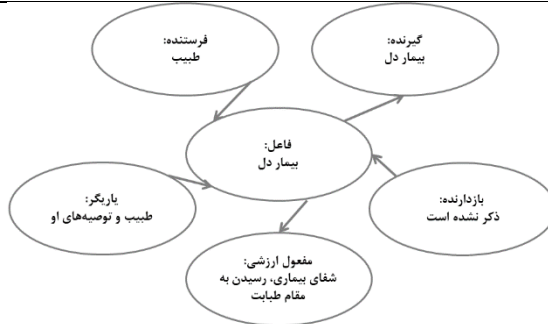 گیرنده:
بیمار دل
فرستنده:
طبیب
فاعل:
بیمار دل
بازدارنده:
ذکر نشده است
یاریگر:
طبیب و توصیه‌های او
مفعول ارزشی:
شفای بیماری، رسیدن به
مقام طبابت